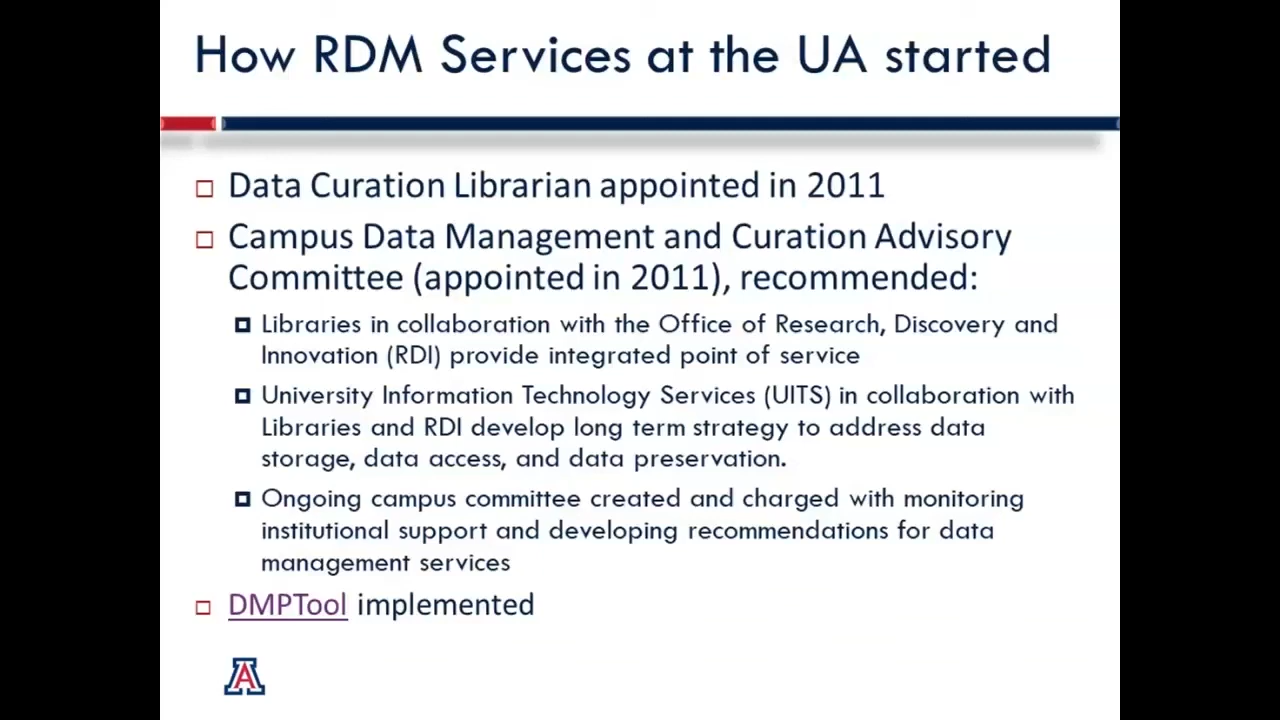 How RDM Services at the UA started
Data Curation Librarian appointed in 2011
Campus Data Management and Curation Advisory
Committee (appointed in 2011), recommended:
Libraries in collaboration with the Office of Research, Discovery and
Innovation (RDI) provide integrated point of service
University Information Technology Services (UITS) in collaboration with
Libraries and RDI develop long term strategy to address data
storage, data access, and data preservation.
Ongoing campus committee created and charged with monitoring
institutional support and developing recommendations for data
management services
DMPTool implemented
A